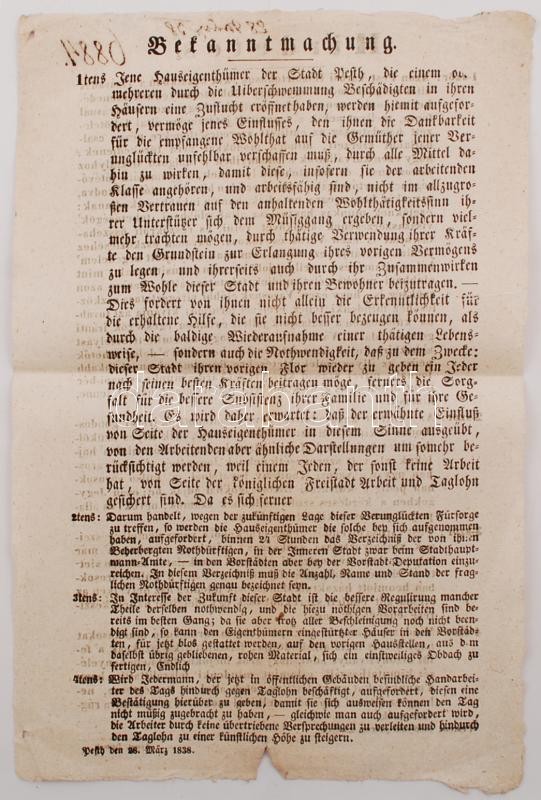 Bekanntmachung.
1tens Jene Hauseigenthümer der Stadt Pesth, die einem od.
mehreren durch die Uiberschwemmung Beschädigten in ihren
Häusern eine Zuflucht eröffnet haben, werden hiemit aufgefor-
dert, vermöge jenes Einflusses, den ihnen die Dankbarkeit
für die empfangene Wohlthat auf die Gemüther jener Ver-
unglückten unfehlbar verschaffen muß, durch alle Mittel da-
hin zu wirken, damit diese, insofern sie der arbeitenden
Klasse angehören, und arbeitsfähig sind, nicht im allzugro-
ßen Vertrauen auf den anhaltenden Wohlthätigkeitssinn ih-
rer Unterstützer sich dem Müsiggang ergeben, sondern viel-
mehr trachten mögen, durch thätige Verwendung ihrer Kräf-
te den Grundstein zur Erlangung ihres vorigen Vermögens
zu legen, und ihrerseits auch durch ihr Zusammenwirken
zum Wohle dieser Stadt und ihren Bewohner beizutragen. —
Dies fordert von ihnen nicht allein die Erkenntlichkeit für
die erhaltene Hilfe, die sie nicht besser bezeugen können, als
durch die baldige Wiederaufnahme einer thätigen Lebens-
weise, — sondern auch die Nothwendigkeit, daß zu dem Zwecke:
dieser Stadt ihren vorigen Flor wieder zu geben ein Jeder
nach seinen besten Kräften beitragen möge, ferners die Sorg-
falt für die bessere Subsistenz ihrer Familie und für ihre Ge-
sundheit. Es wird daher erwartet: daß der erwähnte Einfluß
von Seite der Hauseigenthümer in diesem Sinne ausgeübt,
von den Arbeitenden aber ähnliche Darstellungen um somehr be-
rücksichtigt werden, weil einem Jeden, der sonst keine Arbeit
hat, von Seite der königlichen Freistadt Arbeit und Taglohn
gesichert sind. Da es sich ferner
2tens: Darum handelt, wegen der zukünftigen Lage dieser Verunglückten Fürsorge
zu treffen, so werden die Hauseigenthümer die solche bey sich aufgenommen
haben, aufgefordert, binnen 24 Stunden das Verzeichniß der von ihnen
Beherbergten Nothdürftigen, in der Inneren Stadt zwar beim Stadthaupt-
mann-Amte, — in den Vorstädten aber bey der Vorstadt-Deputation einzu-
reichen. In diesem Verzeichniß muß die Anzahl, Name und Stand der frag-
lichen Nothdürftigen genau bezeichnet seyn.
3tens: In Interesse der Zukunft dieser Stadt ist die bessere Regulirung mancher
Theile derselben nothwendig, und die hiezu nöthigen Vorarbeiten sind be-
reits im besten Gang; da sie aber trotz aller Beschleinigung noch nicht been-
digt sind, so kann den Eigenthümern eingestürzter Häuser in den Vorstäd-
ten, für jetzt blos gestattet werden, auf den vorigen Hausstellen, aus dem
daselbst übrig gebliebenen, rohen Material, sich ein einstweiliges Obdach zu
fertigen, Endlich
4tens: Wird Jedermann, der jetzt in öffentlichen Gebäuden befindliche Handarbei-
ter des Tags hindurch gegen Taglohn beschäftigt, aufgefordert, diesen eine
Bestätigung hierüber zu geben, damit sie sich ausweisen können den Tag
nicht müßig zugebracht zu haben, — gleichwie man auch aufgefordert wird,
die Arbeiter durch keine übertriebene Versprechungen zu verleiten und hindurch
den Taglohn zu einer künstlichen Höhe zu steigern.
Pesth den 26. März 1838.
darabanth